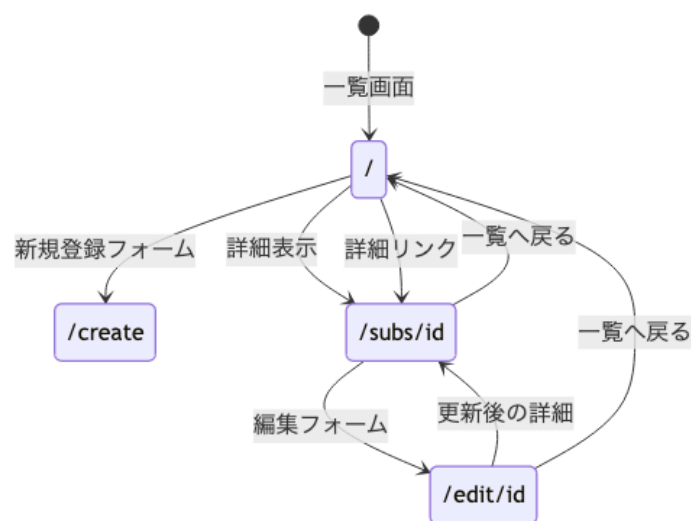 一覧画面
/
新規登録フォーム
詳細表示
詳細リンク
一覧へ戻る
/create
/subs/id
一覧へ戻る
編集フォーム
更新後の詳細
/edit/id